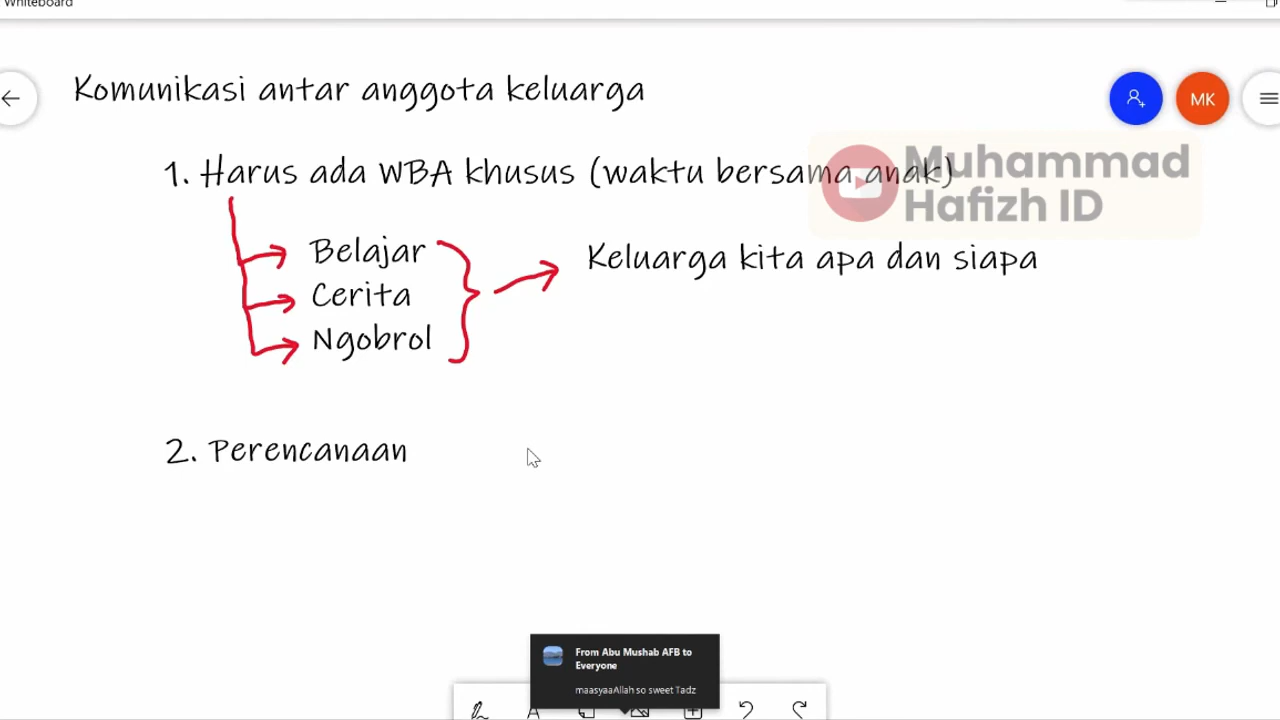 Whiteboard
Komunikasi antar anggota keluarga
MK
1. Harus ada WBA khusus (waktu bersama anak)
Muhammad
Hafizh ID
Belajar
Cerita
Ngobrol
Keluarga kita apa dan siapa
2. Perencanaan
From Abu Mushab AFB to
Everyone
maasyaaAllah so sweet Tadz
A